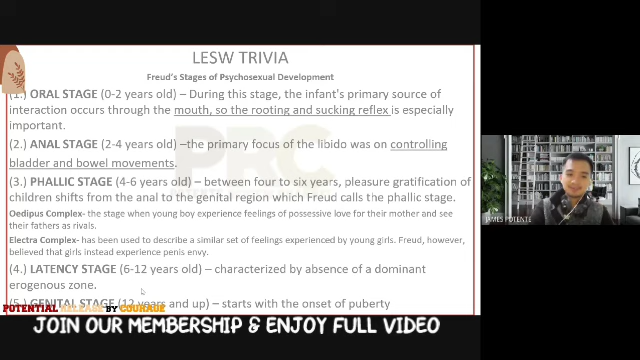 LESW TRIVIA
Freud's Stages of Psychosexual Development
(1.) ORAL STAGE (0-2 years old) – During this stage, the infant's primary source of
interaction occurs through the mouth, so the rooting and sucking reflex is especially
important.
(2.) ANAL STAGE (2-4 years old) –the primary focus of the libido was on controlling
bladder and bowel movements.
(3.) PHALLIC STAGE (4-6 years old) – between four to six years, pleasure gratification of
children shifts from the anal to the genital region which Freud calls the phallic stage.
Oedipus Complex- the stage when young boy experience feelings of possessive love for their mother and see
their fathers as rivals.
Electra Complex- has been used to describe a similar set of feelings experienced by young girls. Freud, however,
believed that girls instead experience penis envy.
(4.) LATENCY STAGE (6-12 years old) – characterized by absence of a dominant
erogenous zone.
(5.) GENITAL STAGE (12 years and up) – starts with the onset of puberty
PRC
JAMES POTENTE
POTENTIAL RELEASE BY COURAGE
JOIN OUR MEMBERSHIP & ENJOY FULL VIDEO